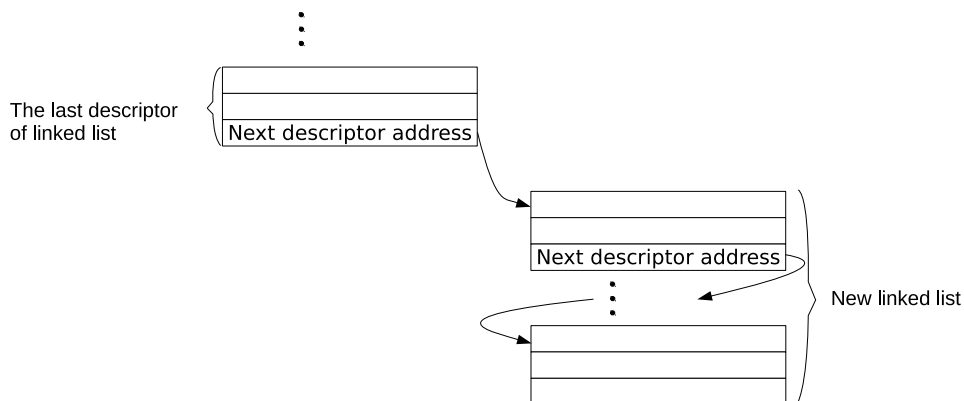 The last descriptor
of linked list
Next descriptor address
Next descriptor address
New linked list